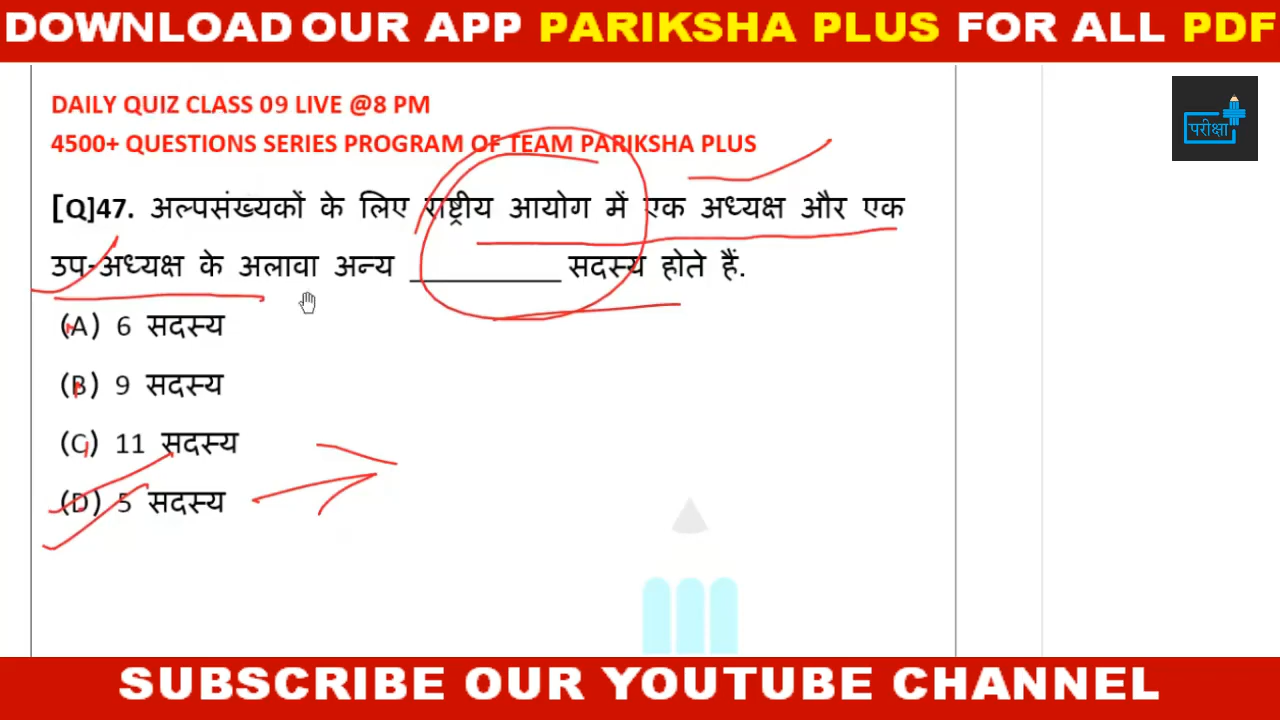 DOWNLOAD OUR APP PARIKSHA PLUS FOR ALL PDF
DAILY QUIZ CLASS 09 LIVE @8 PM
4500+ QUESTIONS SERIES PROGRAM OF TEAM PARIKSHA PLUS
परीक्षा
[Q]47. अल्पसंख्यकों के लिए राष्ट्रीय आयोग में एक अध्यक्ष और एक
उप-अध्यक्ष के अलावा अन्य __________ सदस्य होते हैं.
(A) 6 सदस्य
(B) 9 सदस्य
(C) 11 सदस्य
(D) 5 सदस्य
SUBSCRIBE OUR YOUTUBE CHANNEL